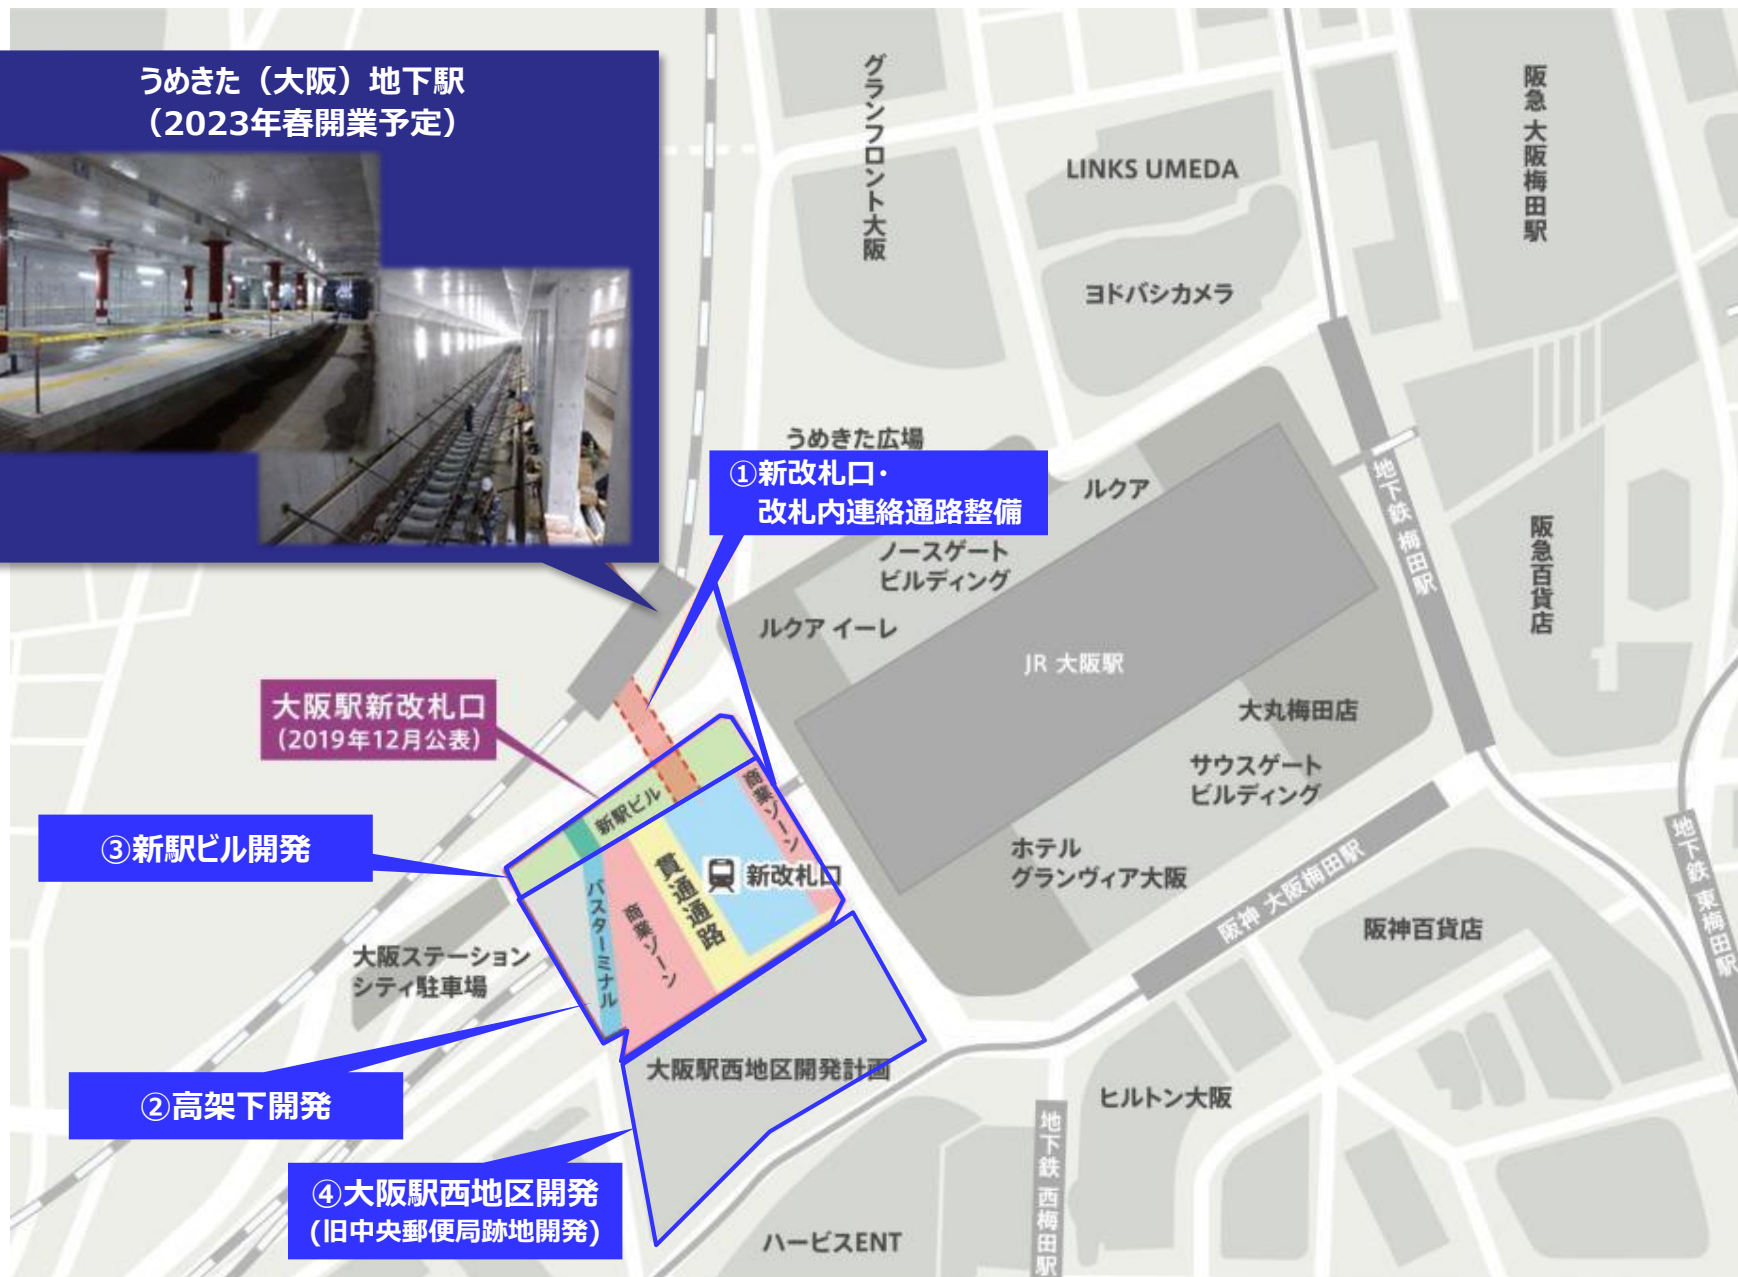 うめきた（大阪）地下駅
（2023年春開業予定）
グランフロント大阪
LINKS UMEDA
ヨドバシカメラ
阪急 大阪梅田駅
うめきた広場
①新改札口・
改札内連絡通路整備
ルクア
ノースゲート
ビルディング
ルクア イーレ
地下鉄 梅田駅
阪急百貨店
JR 大阪駅
大阪駅新改札口
(2019年12月公表)
大丸梅田店
サウスゲート
ビルディング
③新駅ビル開発
新駅ビル
商業ゾーン
貫通通路
新改札口
バスターミナル
商業ゾーン
ホテル
グランヴィア大阪
阪神 大阪梅田駅
阪神百貨店
地下鉄 東梅田駅
大阪ステーション
シティ駐車場
大阪駅西地区開発計画
②高架下開発
ヒルトン大阪
地下鉄 西梅田駅
④大阪駅西地区開発
(旧中央郵便局跡地開発)
ハービスENT